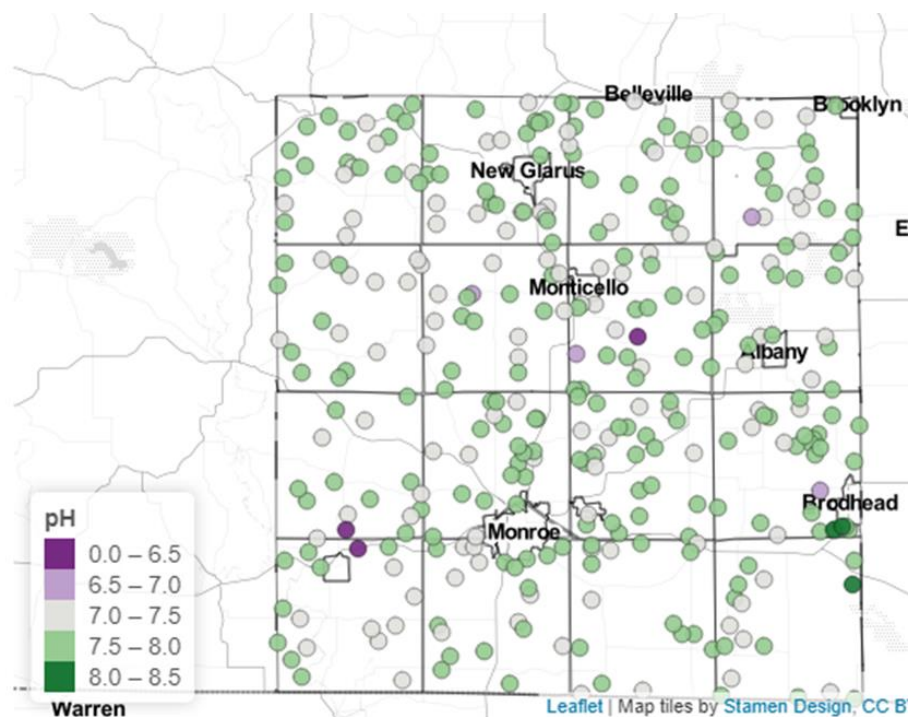 Belleville
Brooklyn
New Glarus
E
Monticello
Albany
Brodhead
Monroe
pH
0.0 – 6.5
6.5 – 7.0
7.0 – 7.5
7.5 – 8.0
8.0 – 8.5
Warren
Leaflet | Map tiles by Stamen Design, CC BY